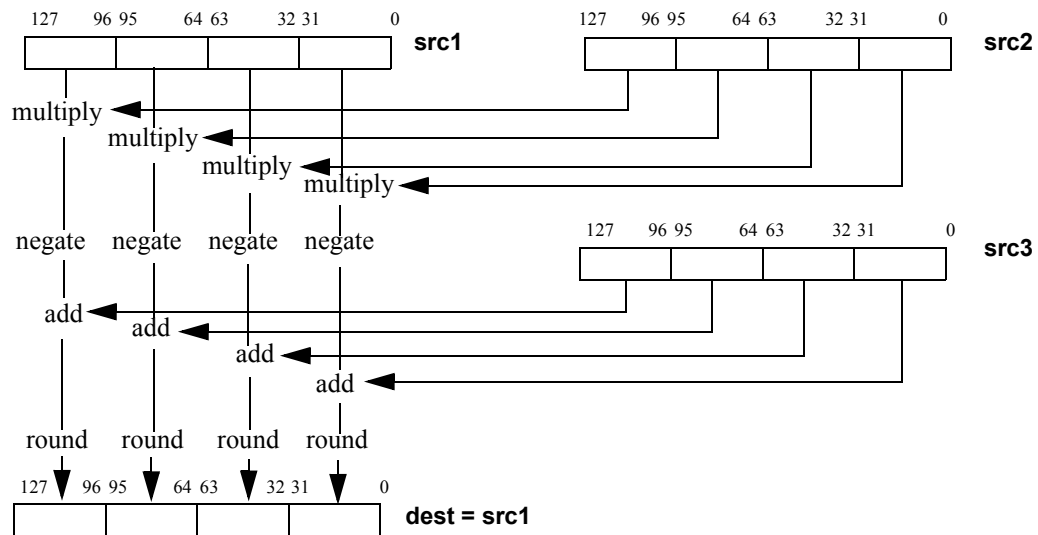 127 96 95 64 63 32 31 0
src1
127 96 95 64 63 32 31 0
src2
multiply
multiply
multiply
multiply
negate negate negate negate
127 96 95 64 63 32 31 0
src3
add
add
add
add
round round round round
127 96 95 64 63 32 31 0
dest = src1